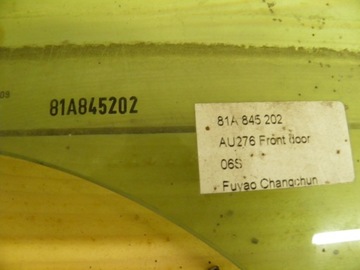 81A845202
81A 845 202
AU276 Front door
06S
Fuyao Changchun